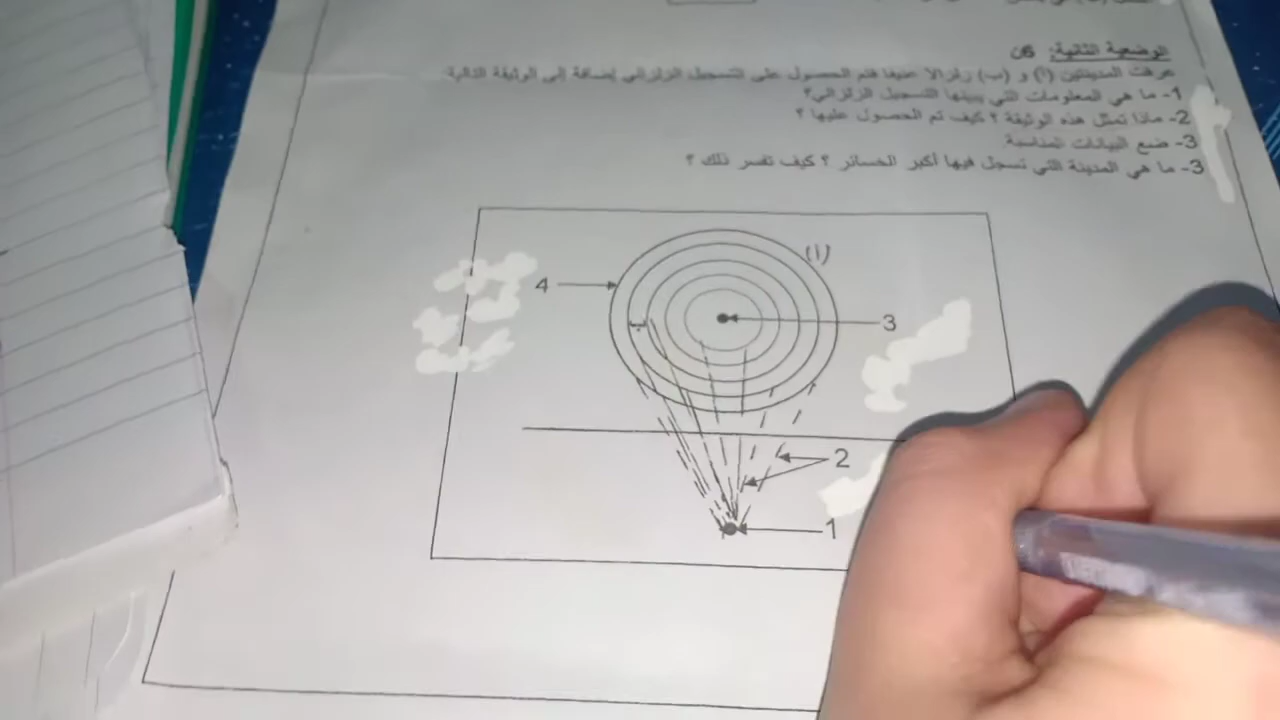 الوضعية الثانية: 6ن
عرفت المدينتين (أ) و (ب) زلزالا عنيفا فتم الحصول على التسجيل الزلزالي إضافة إلى الوثيقة التالية
1- ما هي المعلومات التي يبينها التسجيل الزلزالي؟
2- ماذا تمثل هذه الوثيقة ؟ كيف تم الحصول عليها ؟
3- ضع البيانات المناسبة
3- ما هي المدينة التي تسجل فيها أكبر الخسائر ؟ كيف تفسر ذلك ؟
(أ)
4
ب
3
2
1